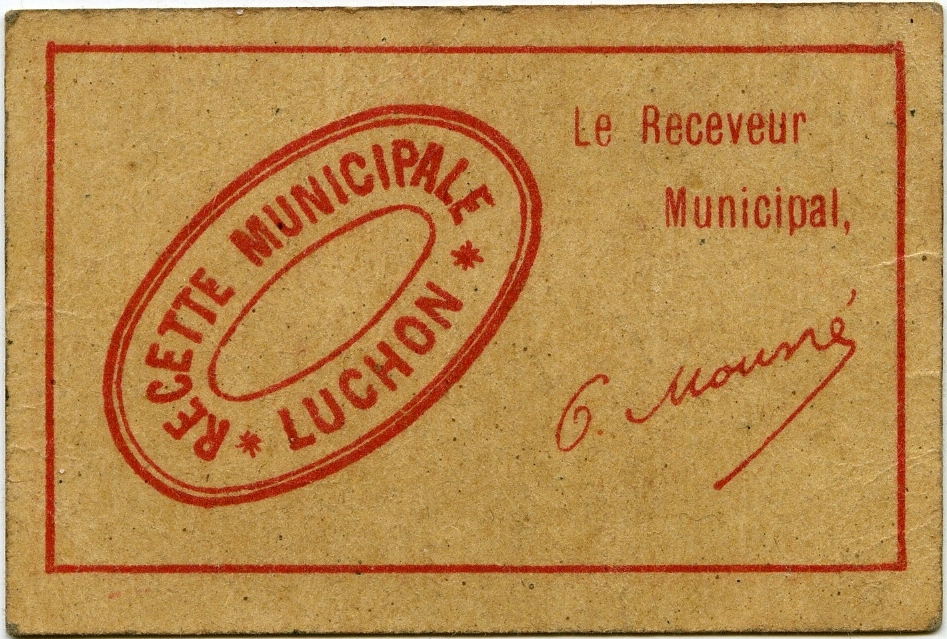 RECETTE MUNICIPALE
* LUCHON *
Le Receveur
Municipal,